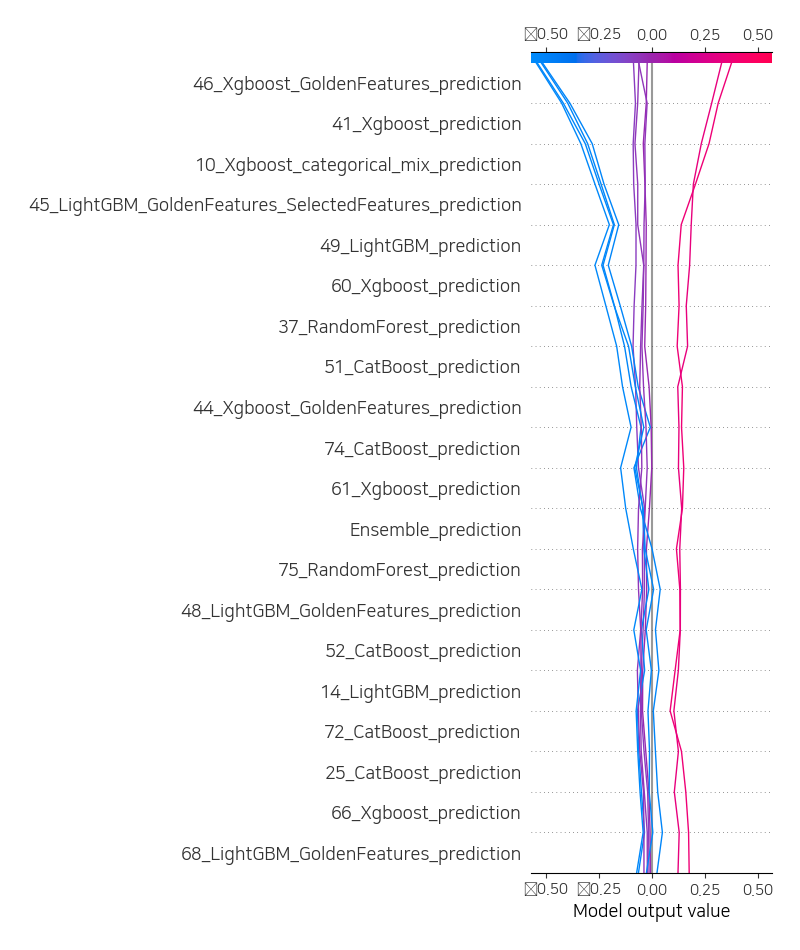 0.50 0.25 0.00 0.25 0.50
46_Xgboost_GoldenFeatures_prediction
41_Xgboost_prediction
10_Xgboost_categorical_mix_prediction
45_LightGBM_GoldenFeatures_SelectedFeatures_prediction
49_LightGBM_prediction
60_Xgboost_prediction
37_RandomForest_prediction
51_CatBoost_prediction
44_Xgboost_GoldenFeatures_prediction
74_CatBoost_prediction
61_Xgboost_prediction
Ensemble_prediction
75_RandomForest_prediction
48_LightGBM_GoldenFeatures_prediction
52_CatBoost_prediction
14_LightGBM_prediction
72_CatBoost_prediction
25_CatBoost_prediction
66_Xgboost_prediction
68_LightGBM_GoldenFeatures_prediction
0.50 0.25 0.00 0.25 0.50
Model output value